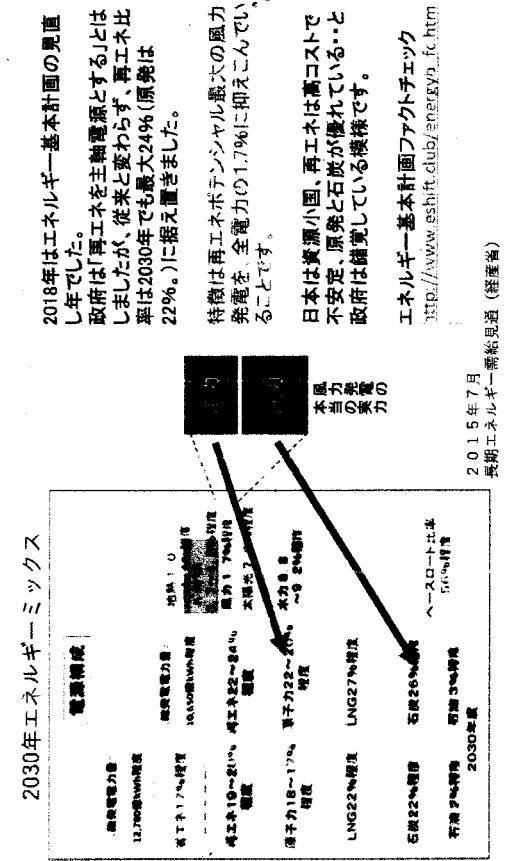 2030年エネルギーミックス
電源構成
総発電電力量
12,780億kWh程度
省エネ17%程度
再エネ19~20%
程度
原子力18~17%
程度
LNG22%程度
石炭22%程度
石油2%程度
総発電電力量
10,650億kWh程度
再エネ22~24%
程度
原子力22~20%
程度
LNG27%程度
石炭26%程度
石油3%程度
2030年度
風力1.7%程度
水力8.8
~9.2%程度
ベースロード比率
56%程度
風力発電の
本当の実力
2015年7月
長期エネルギー需給見通(経産省)
2018年はエネルギー基本計画の見直
し年でした。
政府は「再エネを主軸電源とする」とは
しましたが、従来と変わらず、再エネ比
率は2030年でも最大24%(原発は
22%。)に据え置きました。
特徴は再エネポテンシャル最大の風力
発電を、全電力の1.7%に抑えこんでい
ることです。
日本は資源小国、再エネは高コストで
不安定、原発と石炭が優れている・・と
政府は錯覚している模様です。
エネルギー基本計画ファクトチェック
http://www.eshift.club/energyb_fc.htm